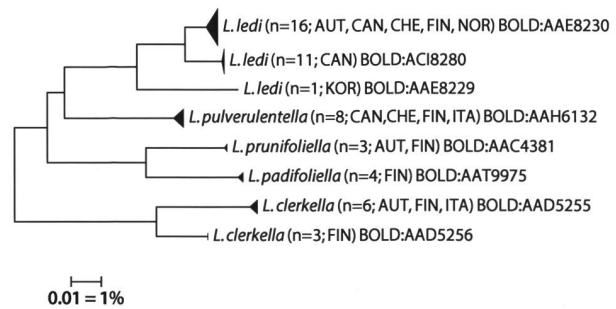 L. ledi (n=16; AUT, CAN, CHE, FIN, NOR) BOLD:AAE8230
L. ledi (n=11; CAN) BOLD:ACI8280
L. ledi (n=1; KOR) BOLD:AAE8229
L. pulverulentella (n=8; CAN,CHE, FIN, ITA) BOLD:AAH6132
L. prunifoliella (n=3; AUT, FIN) BOLD:AAC4381
L. padifoliella (n=4; FIN) BOLD:AAT9975
L. clerkella (n=6; AUT, FIN, ITA) BOLD:AAD5255
L. clerkella (n=3; FIN) BOLD:AAD5256
0.01 = 1%